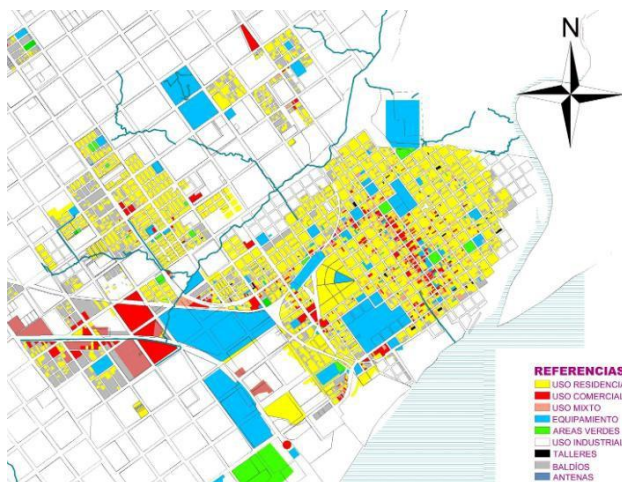 N
REFERENCIAS
USO RESIDENCIA
USO COMERCIAL
USO MIXTO
EQUIPAMIENTO
AREAS VERDES
USO INDUSTRIAL
TALLERES
BALDÍOS
ANTENAS